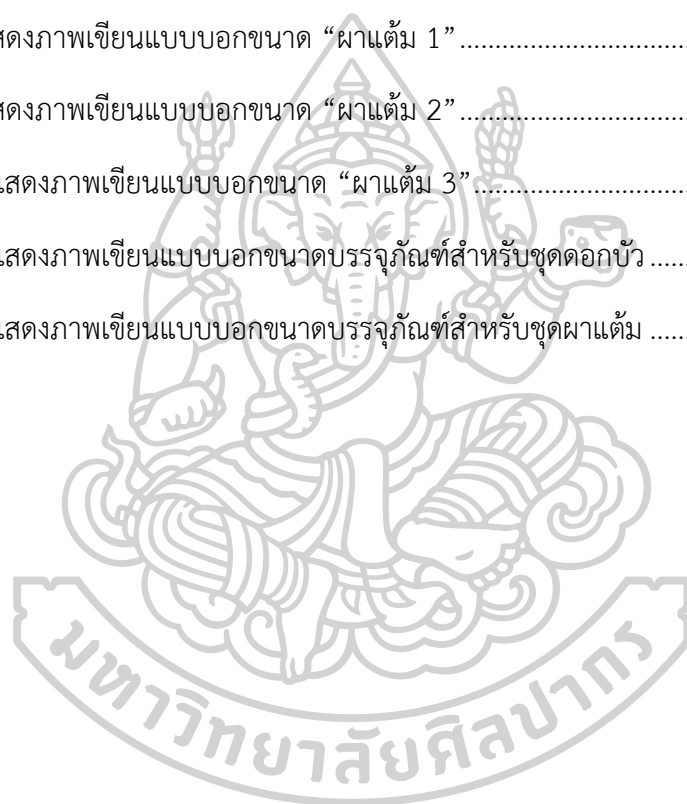 สดงภาพเขียนแบบบอกขนาด “ผาแต้ม 1”..................................
สดงภาพเขียนแบบบอกขนาด “ผาแต้ม 2”..................................
แสดงภาพเขียนแบบบอกขนาด “ผาแต้ม 3”................................
แสดงภาพเขียนแบบบอกขนาดบรรจุภัณฑ์สำหรับชุดดอกบัว ......
แสดงภาพเขียนแบบบอกขนาดบรรจุภัณฑ์สำหรับชุดผาแต้ม ......
มหาวิทยาลัยศิลปากร